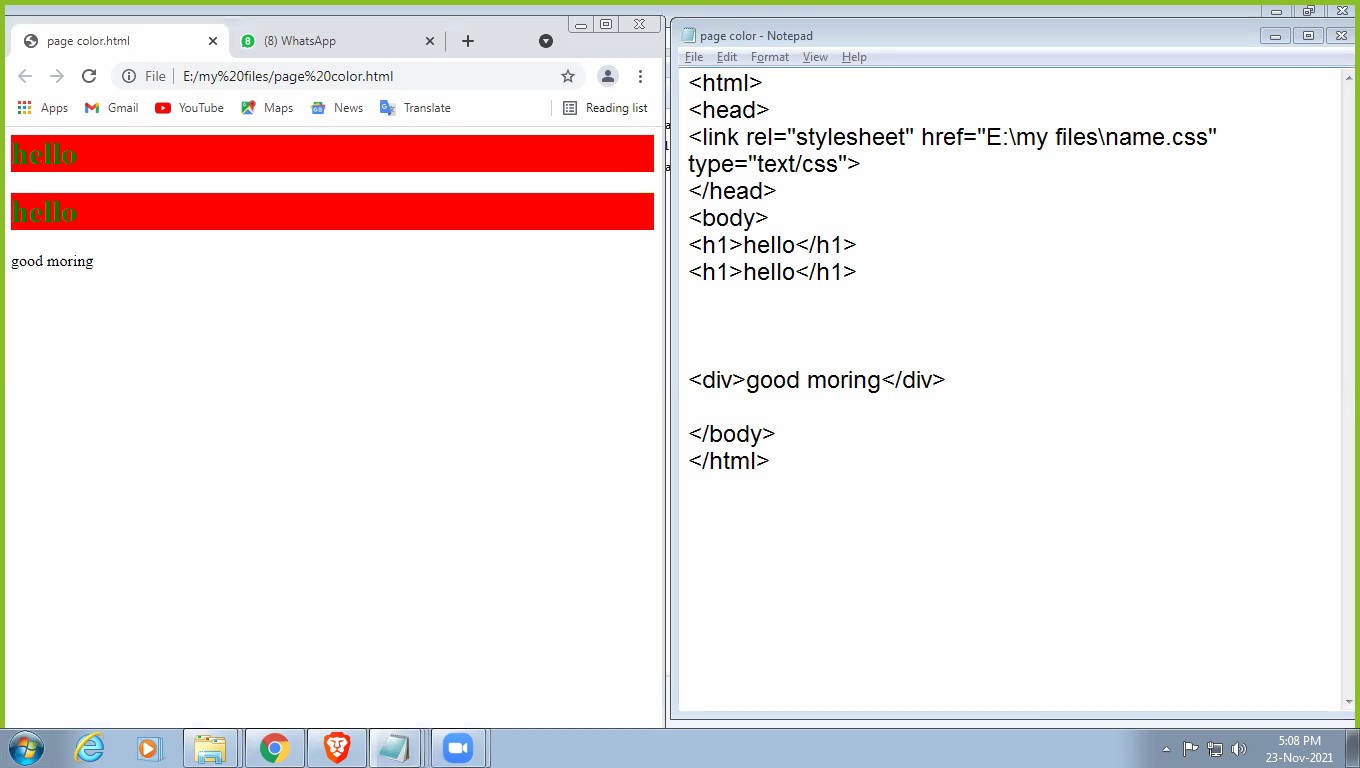 page color.html
(8) WhatsApp
File
E:/my%20files/page%20color.html
Apps
Gmail
YouTube
Maps
News
Translate
Reading list
hello
hello
good moring
page color - Notepad
File Edit Format View Help
<html>
<head>
<link rel="stylesheet" href="E:\my files\name.css"
type="text/css">
</head>
<body>
<h1>hello</h1>
<h1>hello</h1>
<div>good moring</div>
</body>
</html>
5:08 PM
23-Nov-2021